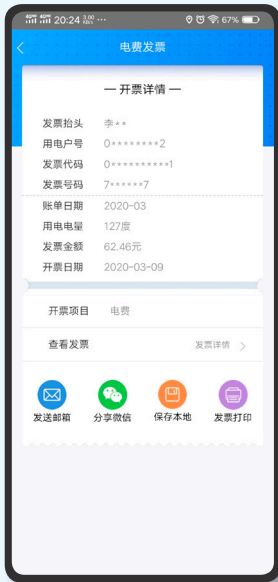 20:24 3.00 KB/s ... 67%
电费发票
— 开票详情 —
发票抬头 李**
用电户号 0********2
发票代码 0**********1
发票号码 7******7
账单日期 2020-03
用电电量 127度
发票金额 62.46元
开票日期 2020-03-09
开票项目 电费
查看发票 发票详情
发送邮箱 分享微信 保存本地 发票打印